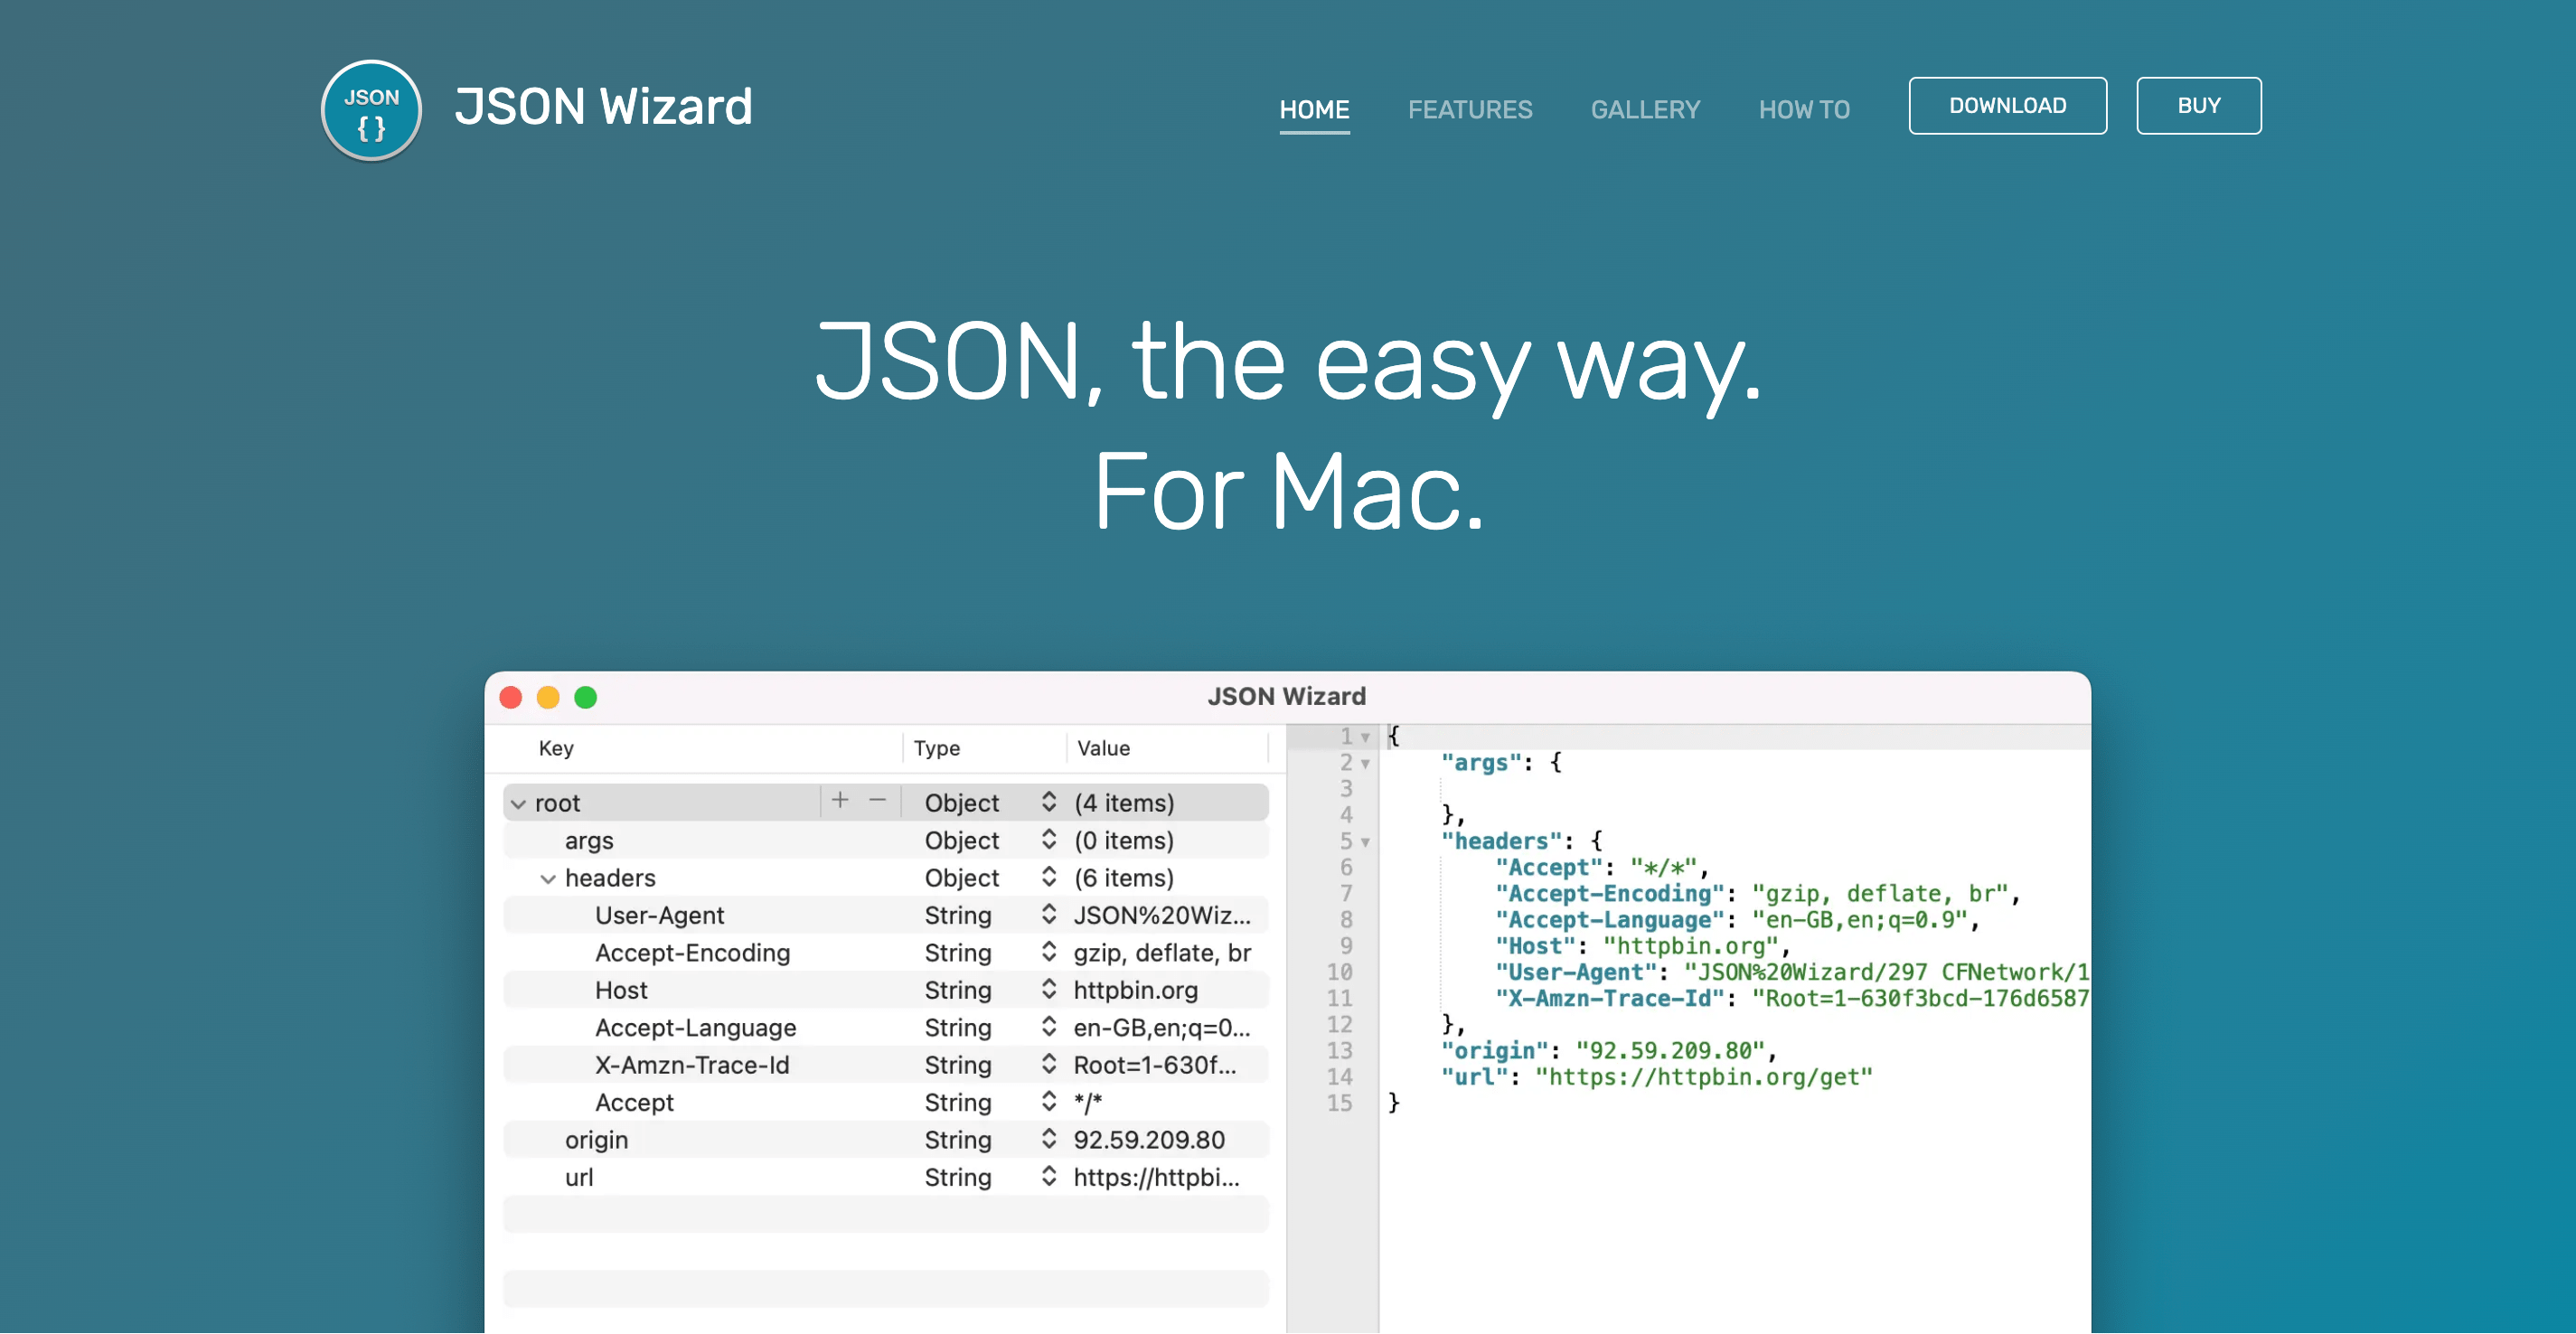 JSON
{ }
JSON Wizard
HOME
FEATURES
GALLERY
HOW TO
DOWNLOAD
BUY
JSON, the easy way.
For Mac.
JSON Wizard
Key Type Value
root + − Object (4 items)
args Object (0 items)
headers Object (6 items)
User-Agent String JSON%20Wiz...
Accept-Encoding String gzip, deflate, br
Host String httpbin.org
Accept-Language String en-GB,en;q=0...
X-Amzn-Trace-Id String Root=1-630f...
Accept String */*
origin String 92.59.209.80
url String https://httpbi...
1 {
2 "args": {
3
4 },
5 "headers": {
6 "Accept": "*/*",
7 "Accept-Encoding": "gzip, deflate, br",
8 "Accept-Language": "en-GB,en;q=0.9",
9 "Host": "httpbin.org",
10 "User-Agent": "JSON%20Wizard/297 CFNetwork/1
11 "X-Amzn-Trace-Id": "Root=1-630f3bcd-176d6587
12 },
13 "origin": "92.59.209.80",
14 "url": "https://httpbin.org/get"
15 }